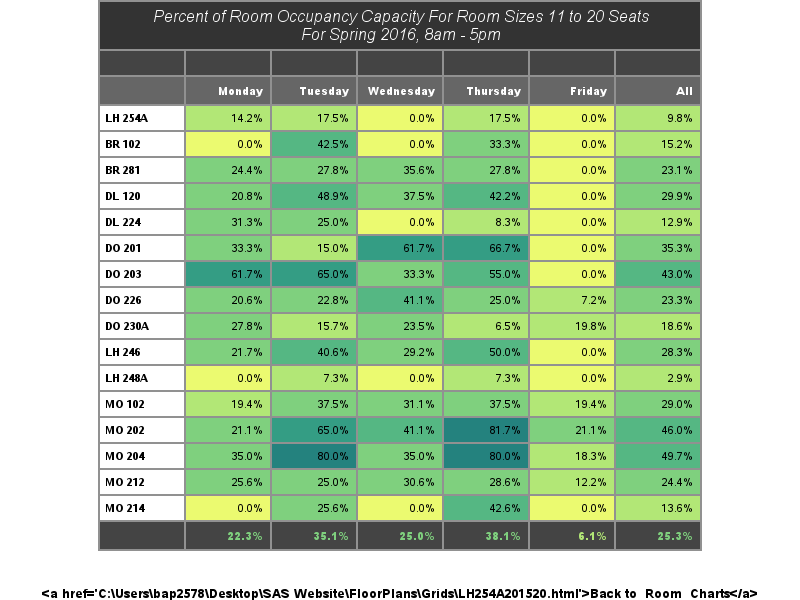 Percent of Room Occupancy Capacity For Room Sizes 11 to 20 Seats
For Spring 2016, 8am - 5pm
Monday Tuesday Wednesday Thursday Friday All
LH 254A 14.2% 17.5% 0.0% 17.5% 0.0% 9.8%
BR 102 0.0% 42.5% 0.0% 33.3% 0.0% 15.2%
BR 281 24.4% 27.8% 35.6% 27.8% 0.0% 23.1%
DL 120 20.8% 48.9% 37.5% 42.2% 0.0% 29.9%
DL 224 31.3% 25.0% 0.0% 8.3% 0.0% 12.9%
DO 201 33.3% 15.0% 61.7% 66.7% 0.0% 35.3%
DO 203 61.7% 65.0% 33.3% 55.0% 0.0% 43.0%
DO 226 20.6% 22.8% 41.1% 25.0% 7.2% 23.3%
DO 230A 27.8% 15.7% 23.5% 6.5% 19.8% 18.6%
LH 246 21.7% 40.6% 29.2% 50.0% 0.0% 28.3%
LH 248A 0.0% 7.3% 0.0% 7.3% 0.0% 2.9%
MO 102 19.4% 37.5% 31.1% 37.5% 19.4% 29.0%
MO 202 21.1% 65.0% 41.1% 81.7% 21.1% 46.0%
MO 204 35.0% 80.0% 35.0% 80.0% 18.3% 49.7%
MO 212 25.6% 25.0% 30.6% 28.6% 12.2% 24.4%
MO 214 0.0% 25.6% 0.0% 42.6% 0.0% 13.6%
22.3% 35.1% 25.0% 38.1% 6.1% 25.3%
<a href='C:\Users\bap2578\Desktop\SAS Website\FloorPlans\Grids\LH254A201520.html'>Back to Room Charts</a>